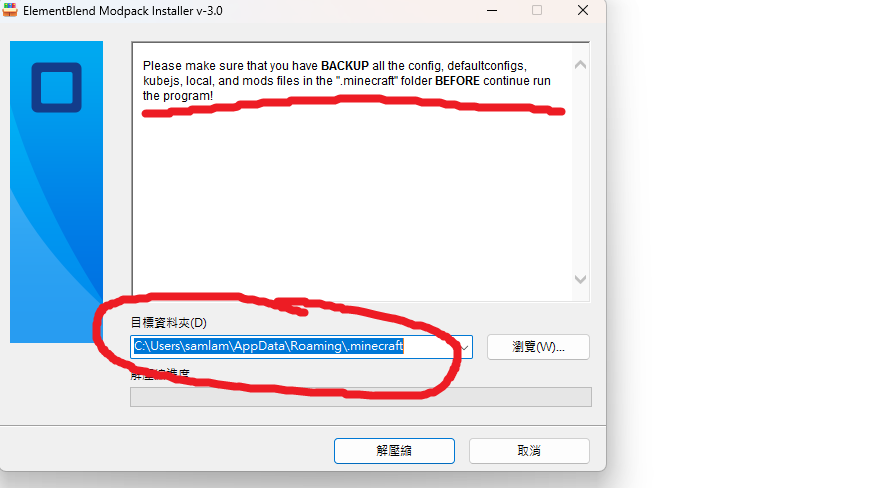 ElementBlend Modpack Installer v-3.0
Please make sure that you have BACKUP all the config, defaultconfigs,
kubejs, local, and mods files in the ".minecraft" folder BEFORE continue run
the program!
目標資料夾(D)
C:\Users\samlam\AppData\Roaming\.minecraft
瀏覽(W)...
解壓縮進度
解壓縮
取消